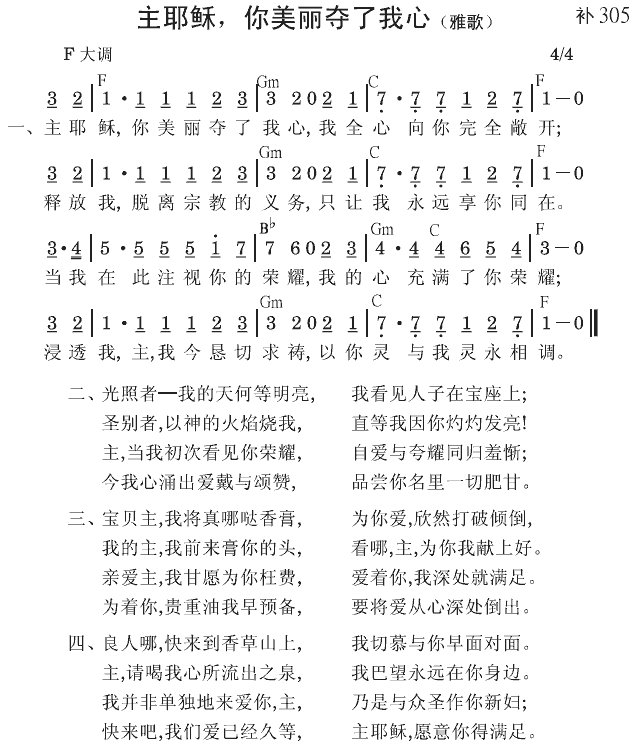 主耶稣，你美丽夺了我心（雅歌） 补305
F大调 4/4
F Gm C F
3 2 | 1 · 1 1 1 2 3 | 3 2 0 2 1 | 7 · 7 7 1 2 7 | 1 — 0
一、主耶稣,你美丽夺了我心,我全心向你完全敞开;
Gm C F
3 2 | 1 · 1 1 1 2 3 | 3 2 0 2 1 | 7 · 7 7 1 2 7 | 1 — 0
释放我,脱离宗教的义务,只让我永远享你同在。
B♭ Gm C F
3 · 4 | 5 · 5 5 5 1 7 | 7 6 0 2 3 | 4 · 4 4 6 5 4 | 3 — 0
当我在此注视你的荣耀,我的心充满了你荣耀;
Gm C F
3 2 | 1 · 1 1 1 2 3 | 3 2 0 2 1 | 7 · 7 7 1 2 7 | 1 — 0 ‖
浸透我,主,我今恳切求祷,以你灵与我灵永相调。
二、光照者—我的天何等明亮, 我看见人子在宝座上;
圣别者,以神的火焰烧我, 直等我因你灼灼发亮!
主,当我初次看见你荣耀, 自爱与夸耀同归羞惭;
今我心涌出爱戴与颂赞, 品尝你名里一切肥甘。
三、宝贝主,我将真哪哒香膏, 为你爱,欣然打破倾倒,
我的主,我前来膏你的头, 看哪,主,为你我献上好。
亲爱主,我甘愿为你枉费, 爱着你,我深处就满足。
为着你,贵重油我早预备, 要将爱从心深处倒出。
四、良人哪,快来到香草山上, 我切慕与你早面对面。
主,请喝我心所流出之泉, 我巴望永远在你身边。
我并非单独地来爱你,主, 乃是与众圣作你新妇;
快来吧,我们爱已经久等, 主耶稣,愿意你得满足。